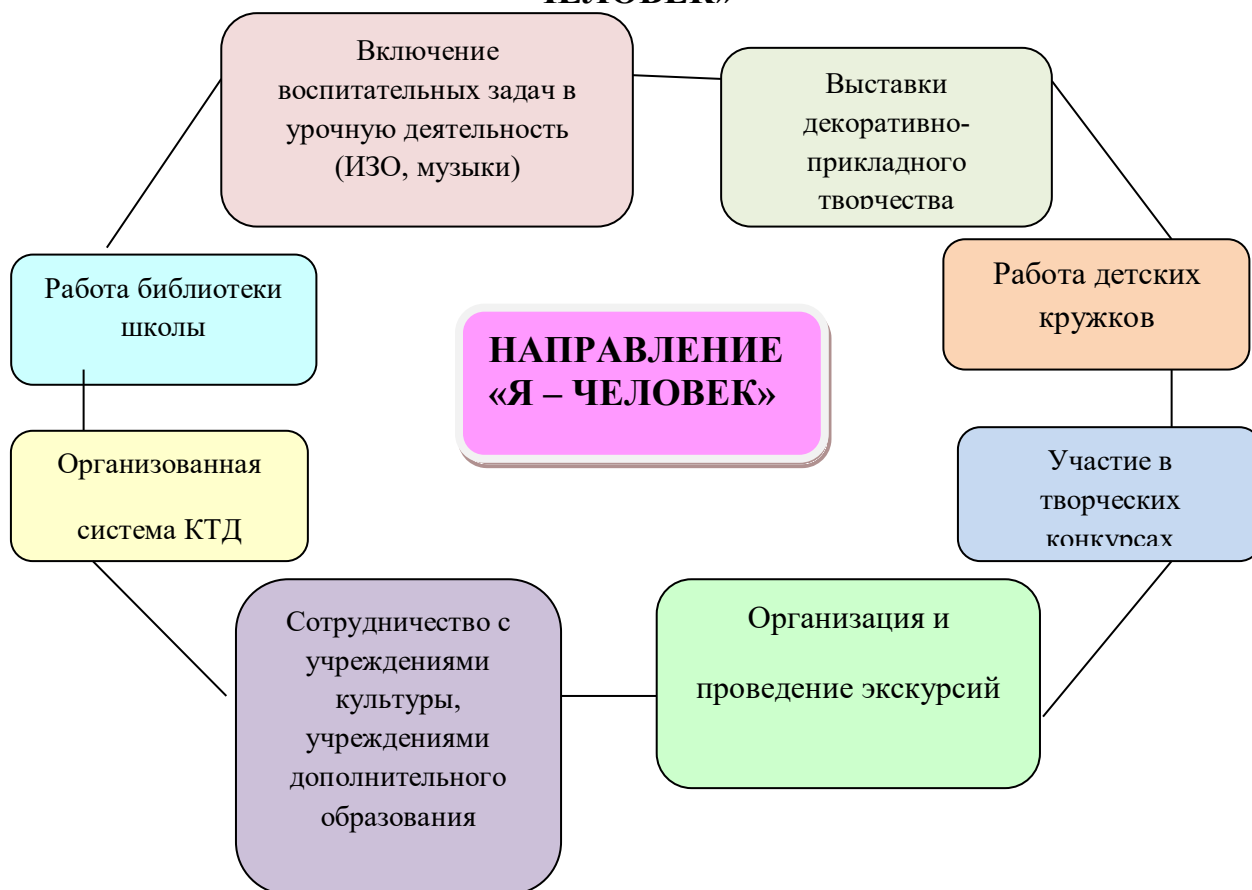 ЧЕЛОВЕК»
Включение
воспитательных задач в
урочную деятельность
(ИЗО, музыки)
Выставки
декоративно-
прикладного
творчества
Работа библиотеки
школы
Работа детских
кружков
НАПРАВЛЕНИЕ
«Я – ЧЕЛОВЕК»
Организованная
система КТД
Участие в
творческих
конкурсах
Сотрудничество с
учреждениями
культуры,
учреждениями
дополнительного
образования
Организация и
проведение экскурсий